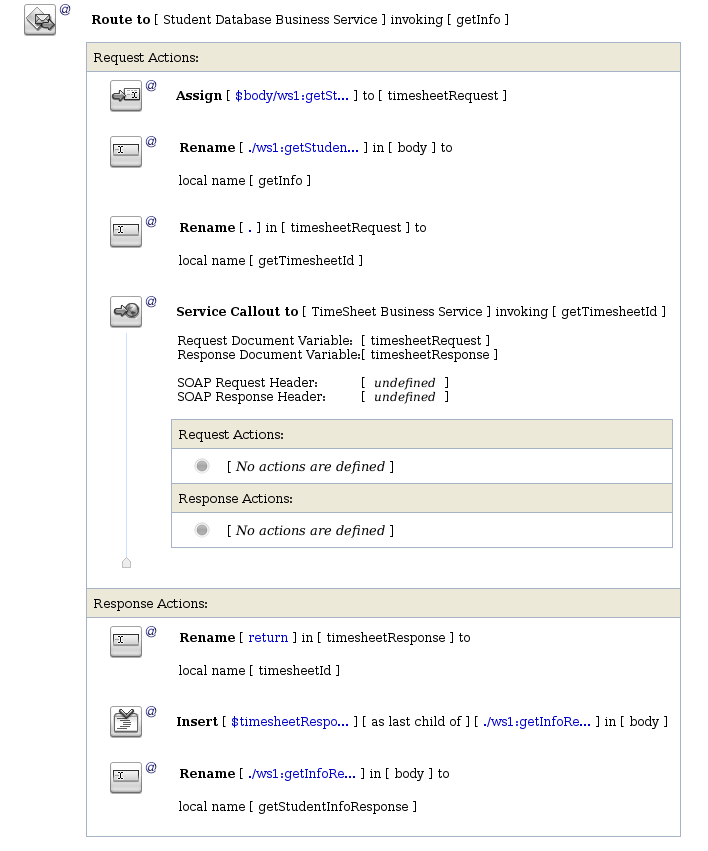 @ Route to [ Student Database Business Service ] invoking [ getInfo ]
Request Actions:
@ Assign [ $body/ws1:getSt... ] to [ timesheetRequest ]
@ Rename [ ./ws1:getStuden... ] in [ body ] to
local name [ getInfo ]
@ Rename [ . ] in [ timesheetRequest ] to
local name [ getTimesheetId ]
@ Service Callout to [ TimeSheet Business Service ] invoking [ getTimesheetId ]
Request Document Variable: [ timesheetRequest ]
Response Document Variable:[ timesheetResponse ]
SOAP Request Header: [ undefined ]
SOAP Response Header: [ undefined ]
Request Actions:
[ No actions are defined ]
Response Actions:
[ No actions are defined ]
Response Actions:
@ Rename [ return ] in [ timesheetResponse ] to
local name [ timesheetId ]
@ Insert [ $timesheetRespo... ] [ as last child of ] [ ./ws1:getInfoRe... ] in [ body ]
@ Rename [ ./ws1:getInfoRe... ] in [ body ] to
local name [ getStudentInfoResponse ]